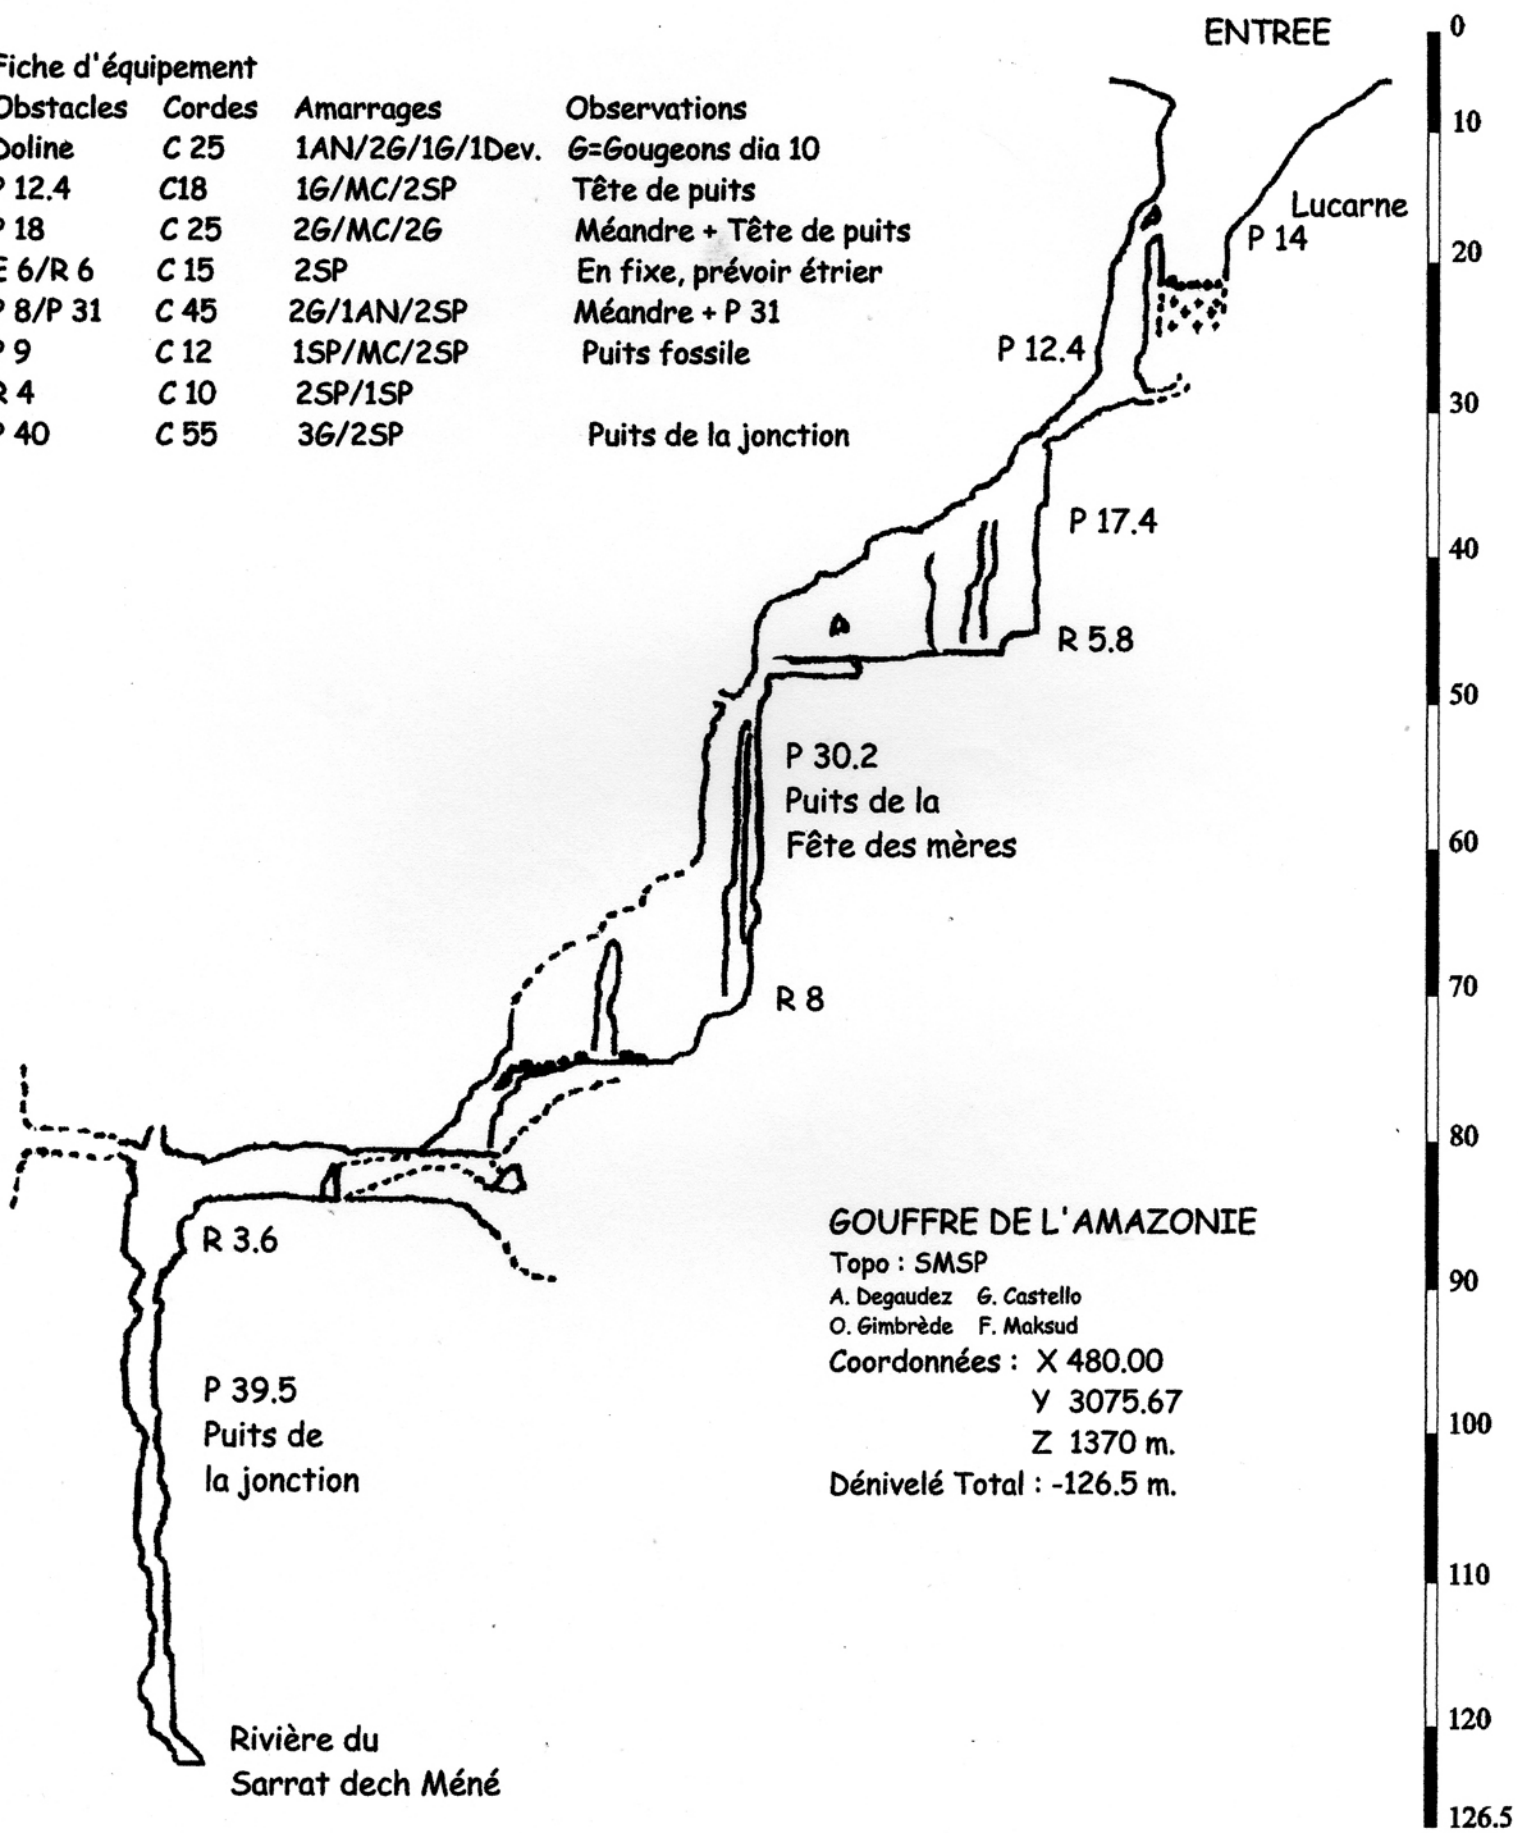 Fiche d'équipement
Obstacles Cordes Amarrages Observations
Doline C 25 1AN/2G/1G/1Dev. G=Gougeons dia 10
P 12.4 C18 1G/MC/2SP Tête de puits
P 18 C 25 2G/MC/2G Méandre + Tête de puits
E 6/R 6 C 15 2SP En fixe, prévoir étrier
P 8/P 31 C 45 2G/1AN/2SP Méandre + P 31
P 9 C 12 1SP/MC/2SP Puits fossile
R 4 C 10 2SP/1SP
P 40 C 55 3G/2SP Puits de la jonction
ENTREE
Lucarne
P 14
P 12.4
P 17.4
R 5.8
P 30.2
Puits de la
Fête des mères
R 8
R 3.6
P 39.5
Puits de
la jonction
Rivière du
Sarrat dech Méné
GOUFFRE DE L'AMAZONIE
Topo : SMSP
A. Degaudez G. Castello
O. Gimbrède F. Maksud
Coordonnées : X 480.00
Y 3075.67
Z 1370 m.
Dénivelé Total : -126.5 m.
0
10
20
30
40
50
60
70
80
90
100
110
120
126.5